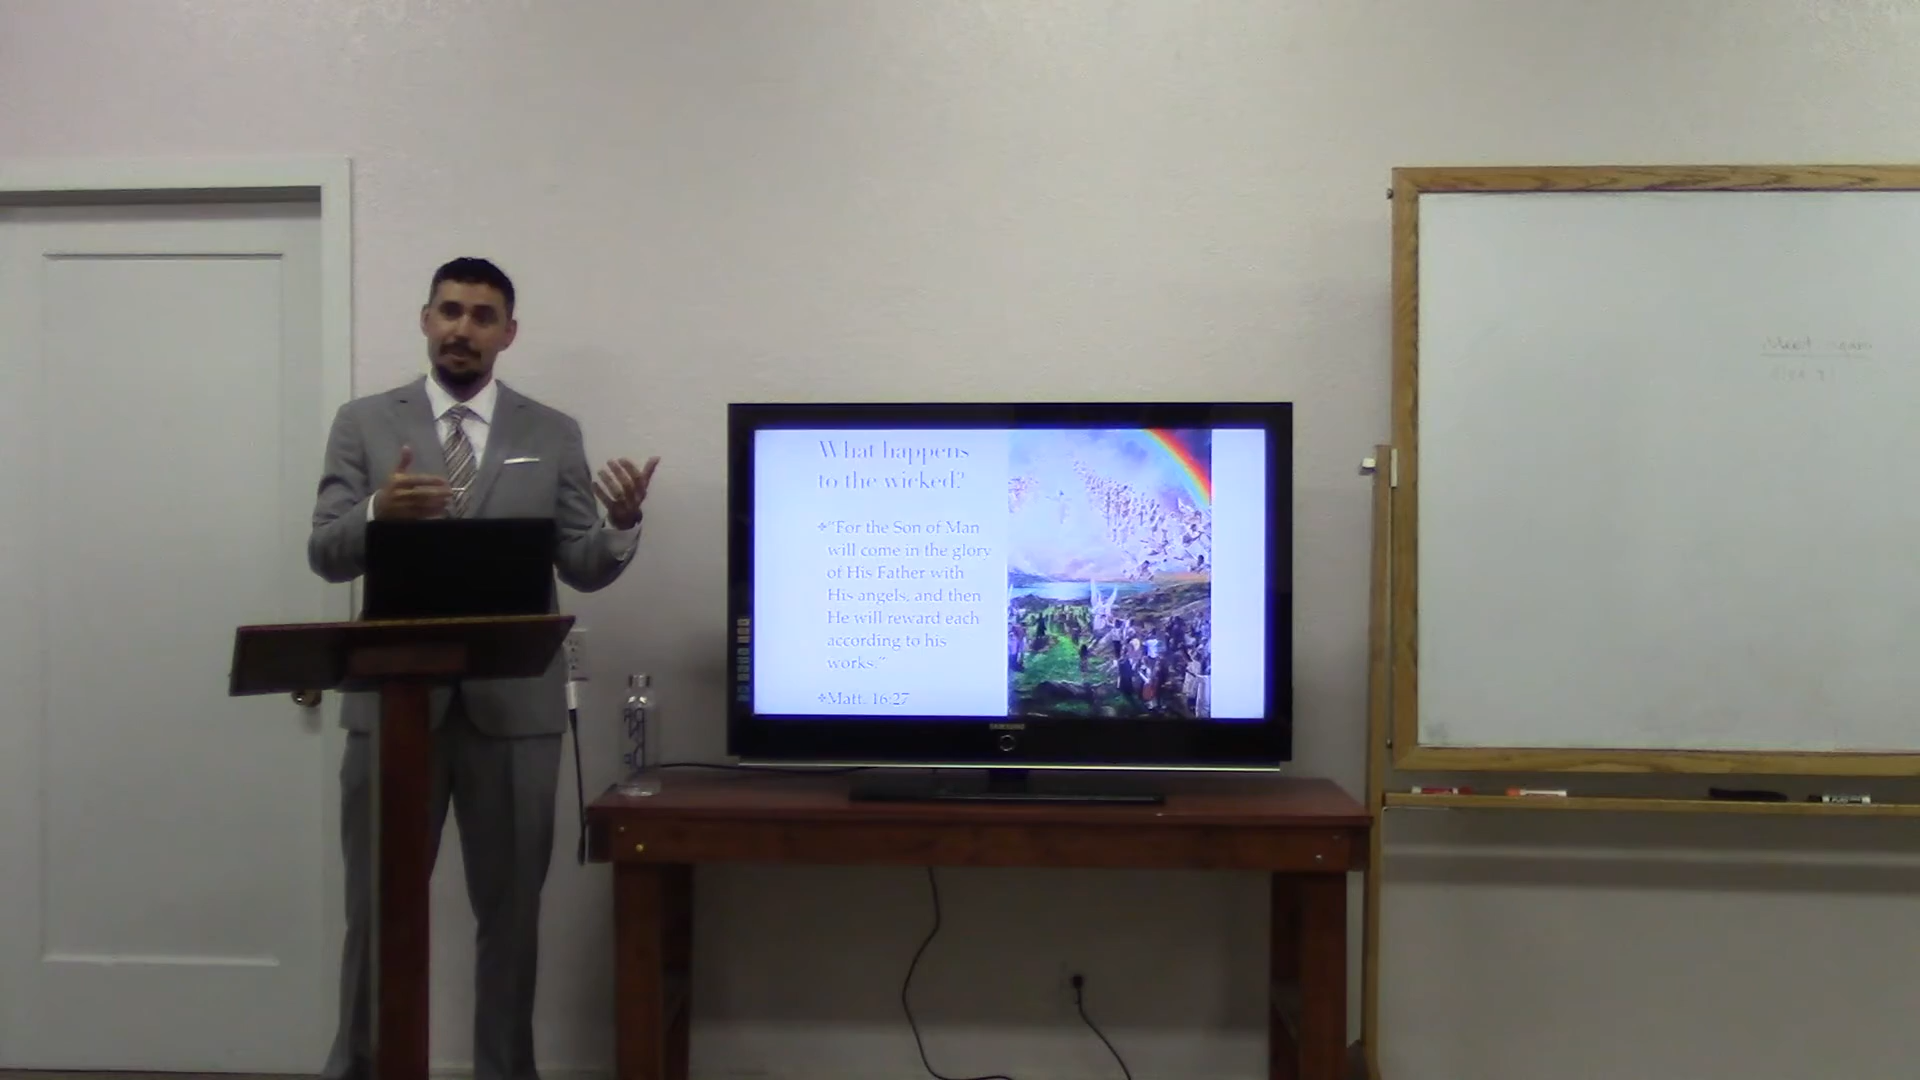 What happens
to the wicked?
❖"For the Son of Man
will come in the glory
of His Father with
His angels, and then
He will reward each
according to his
works."
❖Matt. 16:27
SAMSUNG